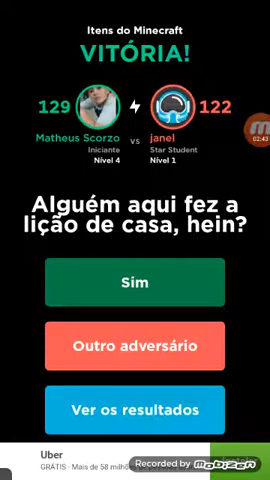 Itens do Minecraft
VITÓRIA!
129 122
Matheus Scorzo vs janel
Iniciante Star Student
Nível 4 Nível 1
02:43
Alguém aqui fez a
lição de casa, hein?
Sim
Outro adversário
Ver os resultados
Uber
GRÁTIS · Mais de 58 milhõ
Recorded by
mobizen